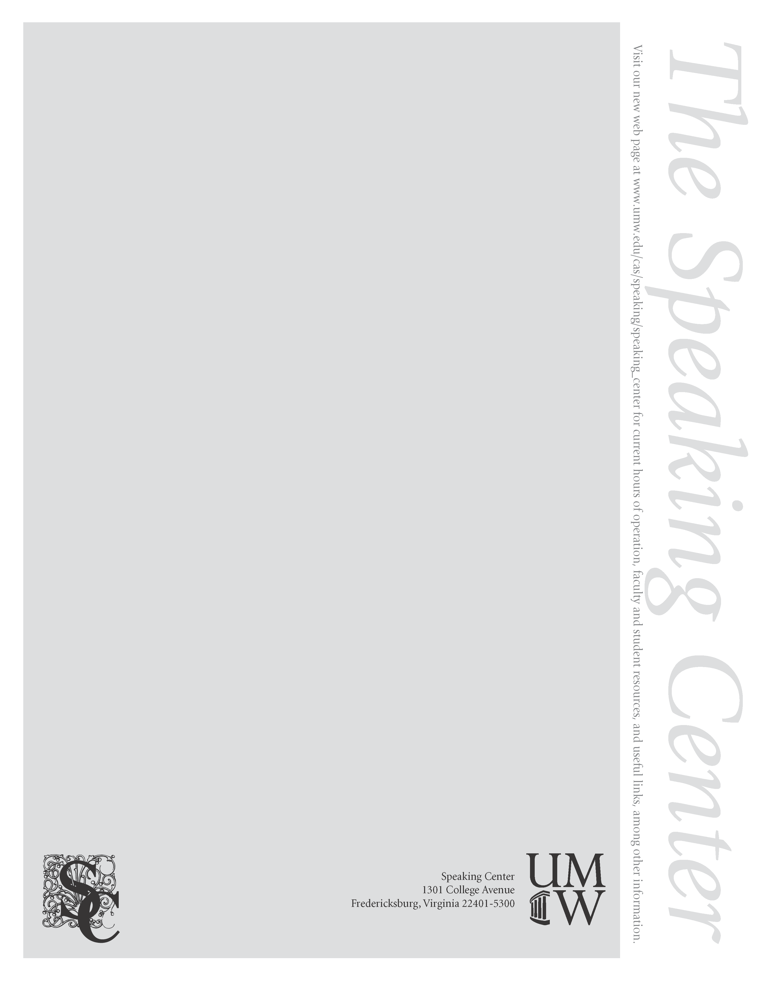 The Speaking Center
Visit our new web page at www.umw.edu/cas/speaking/speaking_center for current hours of operation, faculty and student resources, and useful links, among other information.
SC
Speaking Center
1301 College Avenue
Fredericksburg, Virginia 22401-5300
UM
W